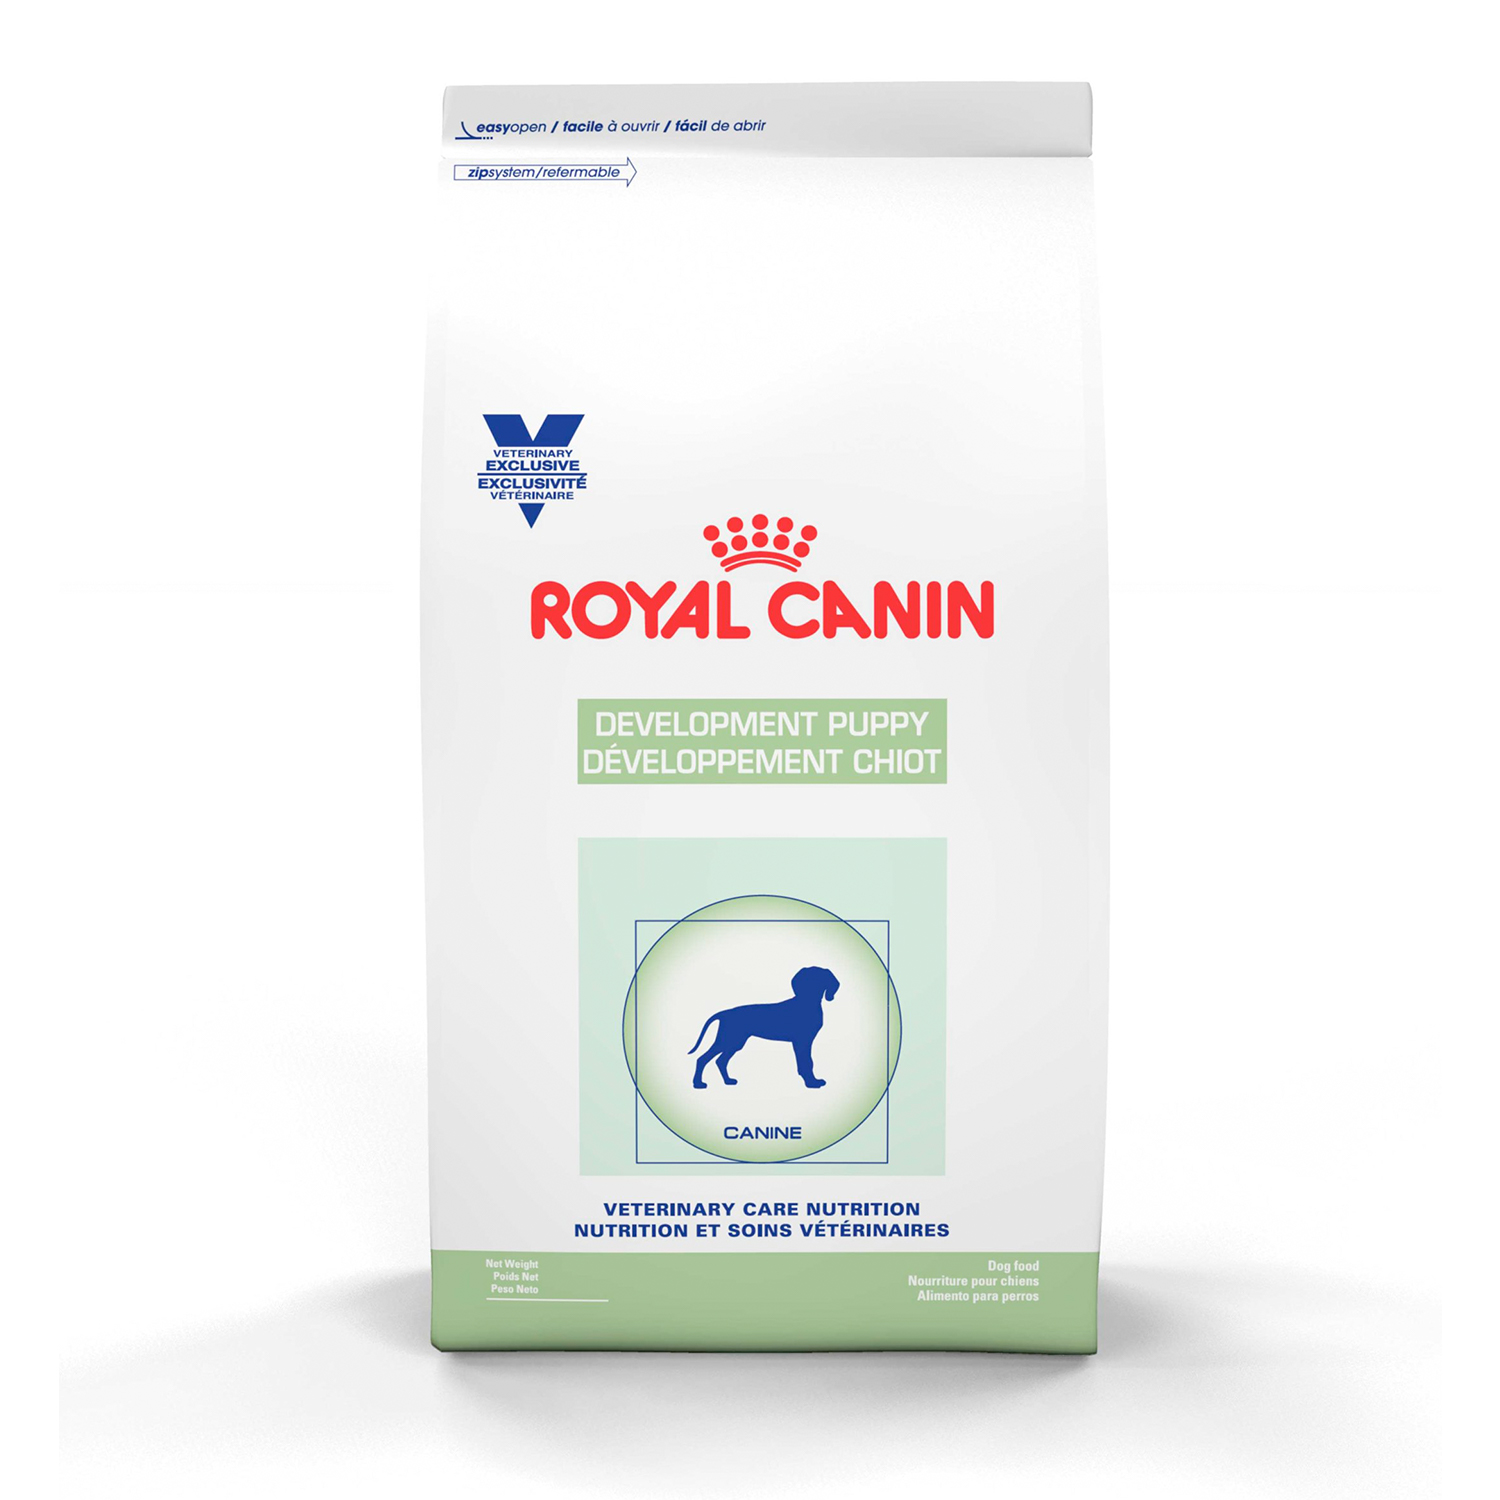 easyopen / facile à ouvrir / fácil de abrir
zipsystem/refermable
VETERINARY
EXCLUSIVE
EXCLUSIVITÉ
VÉTÉRINAIRE
ROYAL CANIN
DEVELOPMENT PUPPY
DÉVELOPPEMENT CHIOT
CANINE
VETERINARY CARE NUTRITION
NUTRITION ET SOINS VÉTÉRINAIRES
Net Weight
Poids Net
Peso Neto
Dog food
Nourriture pour chiens
Alimento para perros